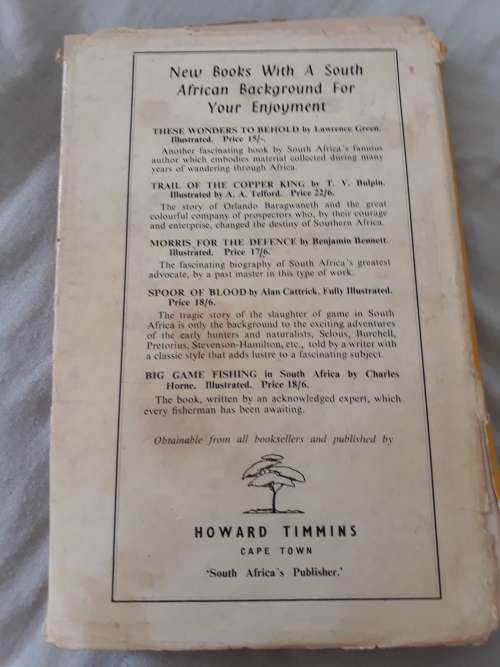 New Books With A South
African Background For
Your Enjoyment
THESE WONDERS TO BEHOLD by Lawrence Green.
Illustrated. Price 15/-.
Another fascinating book by South Africa's famous
author which embodies material collected during many
years of wandering through Africa.
TRAIL OF THE COPPER KING by T. V. Bulpin.
Illustrated by A. A. Telford. Price 22/6.
The story of Orlando Baragwaneth and the great
colourful company of prospectors who, by their courage
and enterprise, changed the destiny of Southern Africa.
MORRIS FOR THE DEFENCE by Benjamin Bennett.
Illustrated. Price 17/6.
The fascinating biography of South Africa's greatest
advocate, by a past master in this type of work.
SPOOR OF BLOOD by Alan Cattrick. Fully Illustrated.
Price 18/6.
The tragic story of the slaughter of game in South
Africa is only the background to the exciting adventures
of the early hunters and naturalists, Selous, Burchell,
Pretorius, Stevenson-Hamilton, etc., told by a writer with
a classic style that adds lustre to a fascinating subject.
BIG GAME FISHING in South Africa by Charles
Horne. Illustrated. Price 18/6.
The book, written by an acknowledged expert, which
every fisherman has been awaiting.
Obtainable from all booksellers and published by
HOWARD TIMMINS
CAPE TOWN
'South Africa's Publisher.'